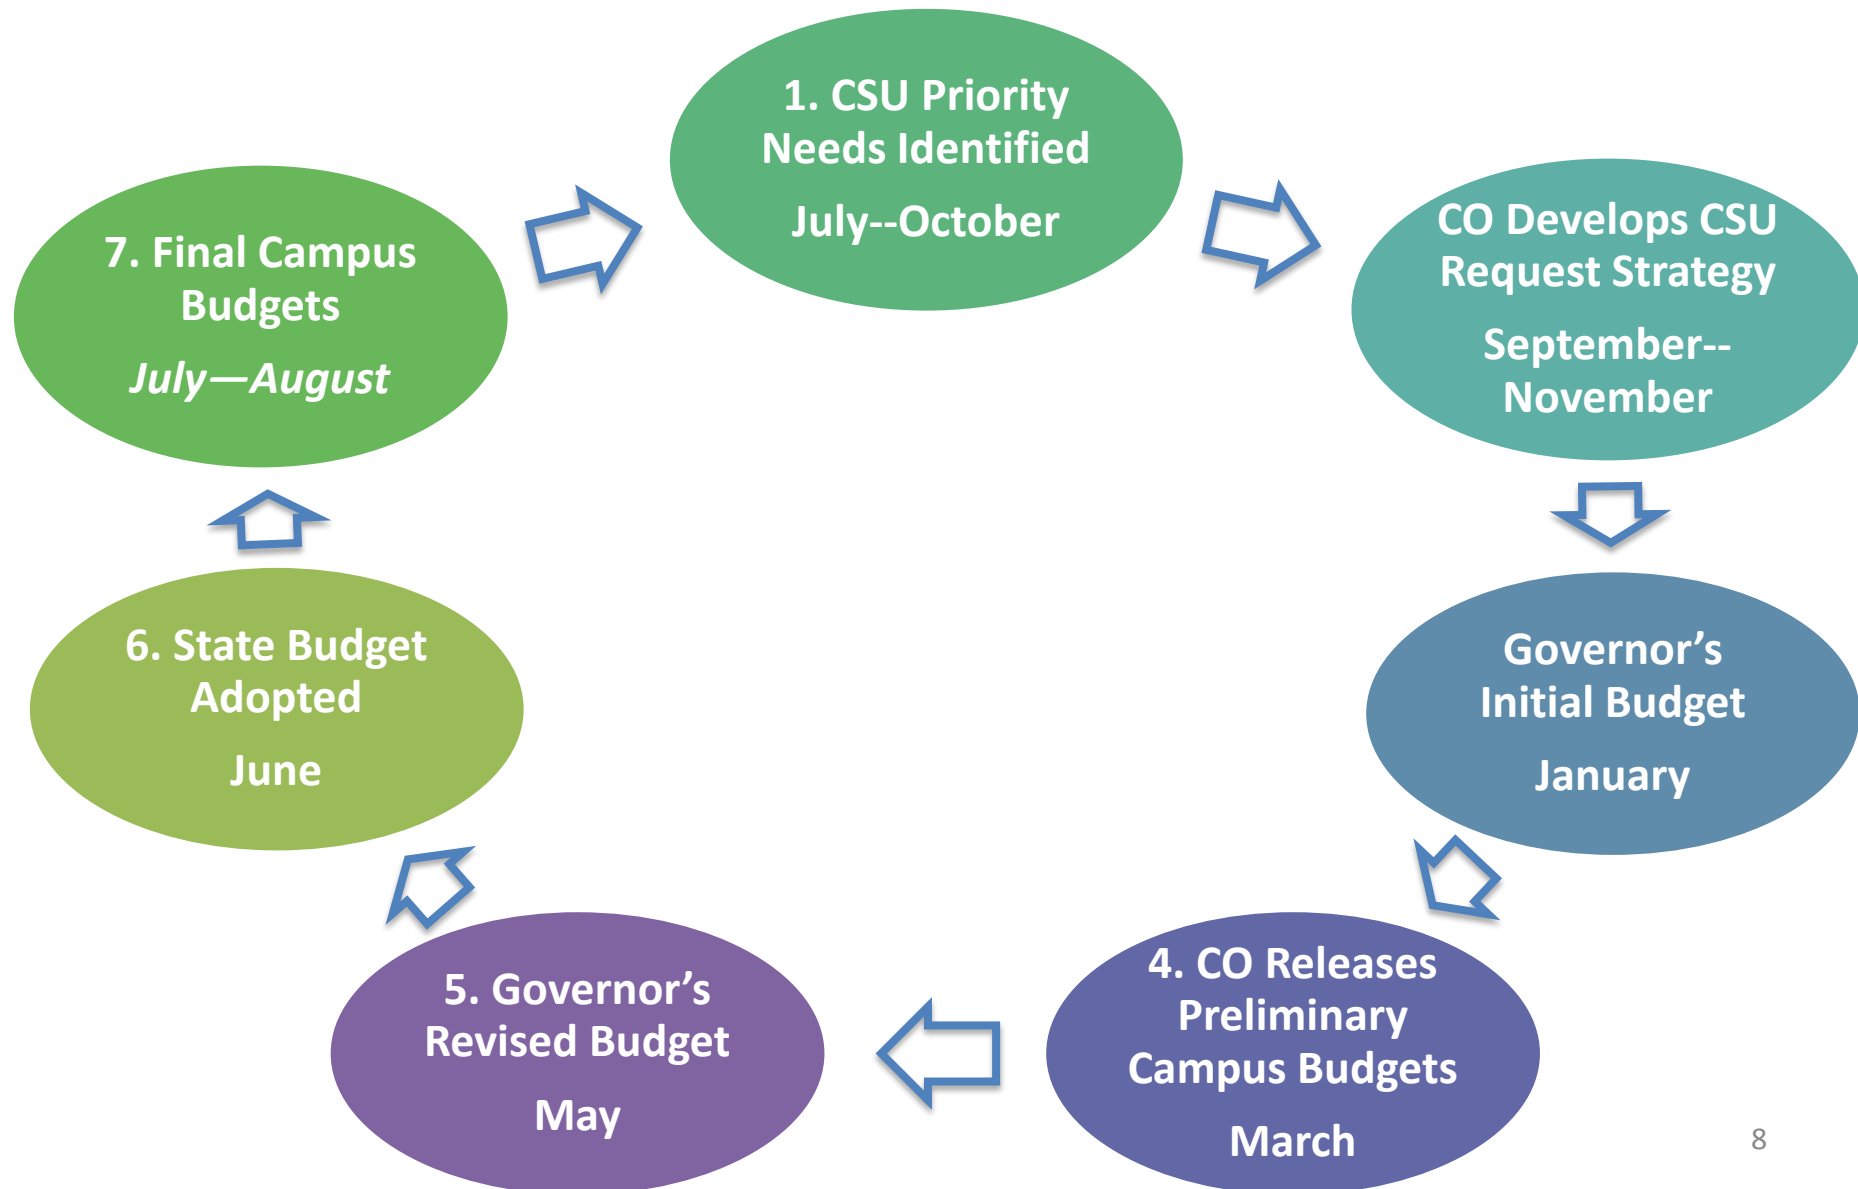 1. CSU Priority
Needs Identified
July--October
CO Develops CSU
Request Strategy
September--
November
Governor’s
Initial Budget
January
4. CO Releases
Preliminary
Campus Budgets
March
5. Governor’s
Revised Budget
May
6. State Budget
Adopted
June
7. Final Campus
Budgets
July—August
8